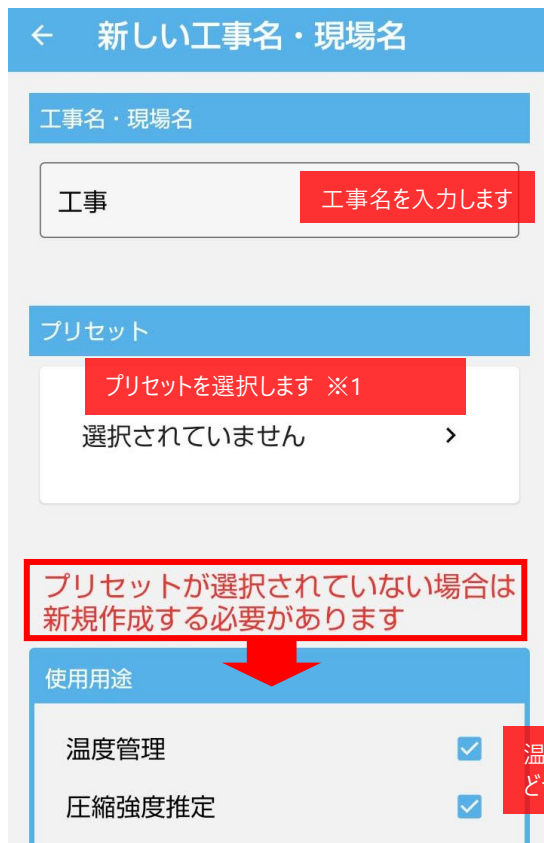 ← 新しい工事名・現場名
工事名・現場名
工事
工事名を入力します
プリセット
プリセットを選択します ※1
選択されていません >
プリセットが選択されていない場合は
新規作成する必要があります
使用用途
温度管理
圧縮強度推定
温
ど